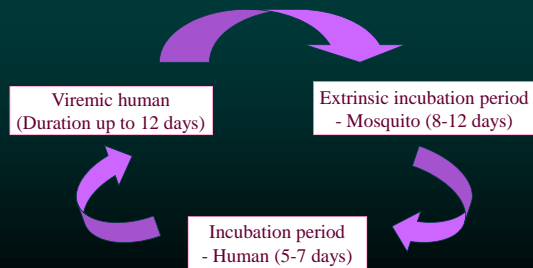 Viremic human
(Duration up to 12 days)
Extrinsic incubation period
- Mosquito (8-12 days)
Incubation period
- Human (5-7 days)